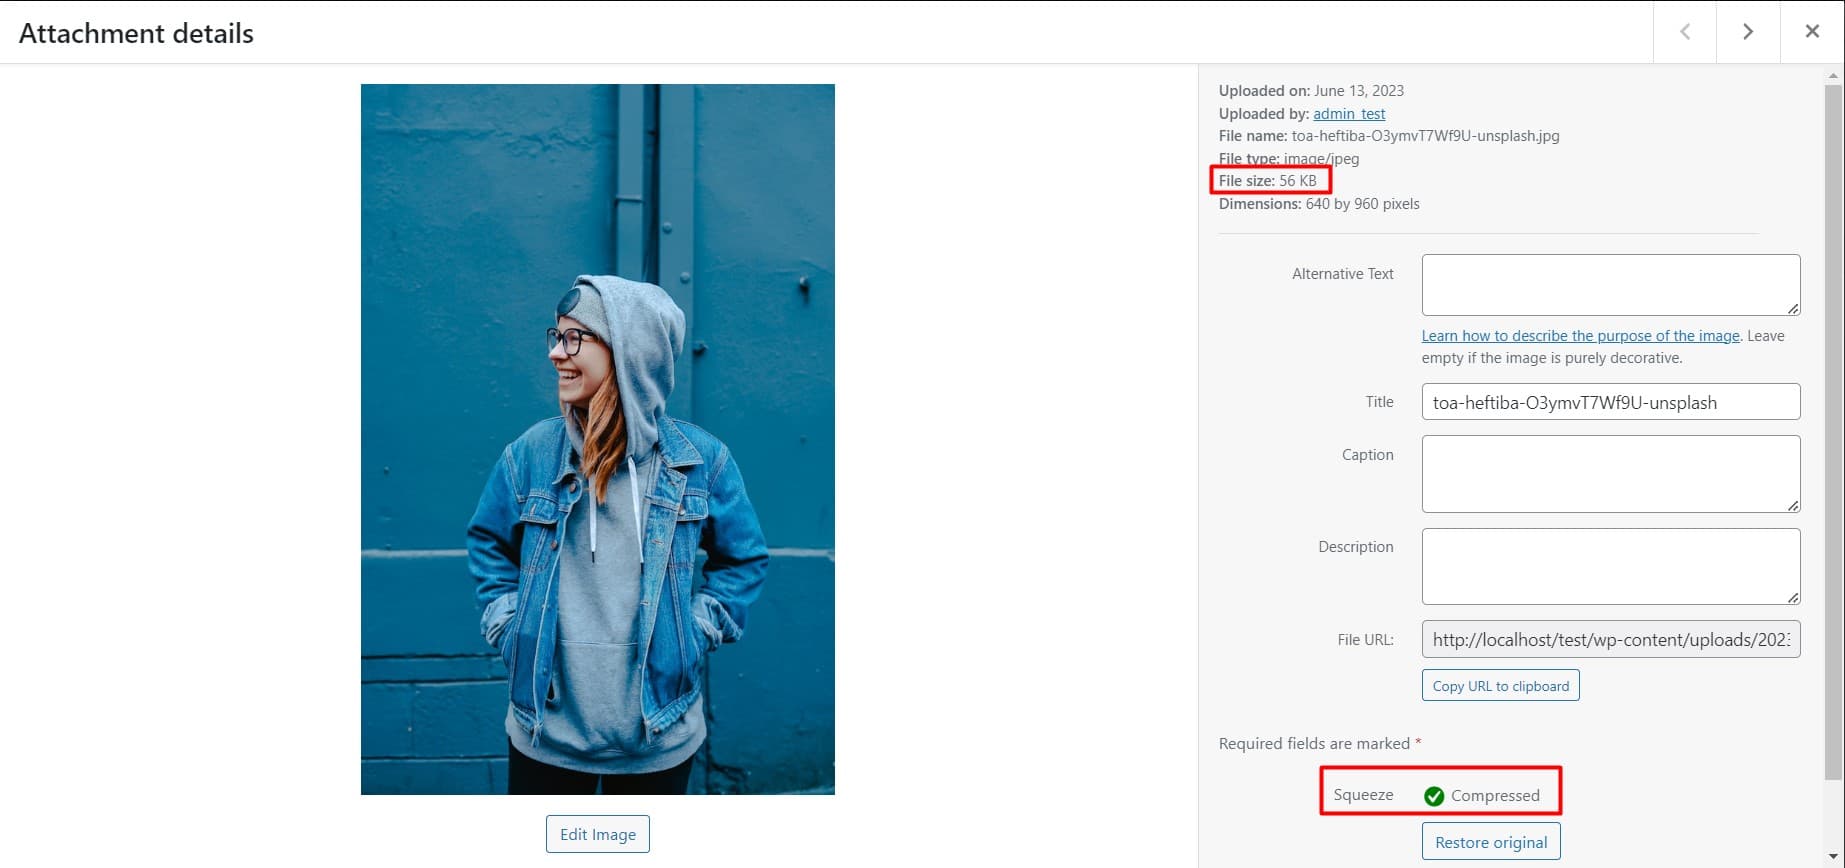 Attachment details
Uploaded on: June 13, 2023
Uploaded by: admin_test
File name: toa-heftiba-O3ymvT7Wf9U-unsplash.jpg
File type: image/jpeg
File size: 56 KB
Dimensions: 640 by 960 pixels
Alternative Text
Learn how to describe the purpose of the image. Leave
empty if the image is purely decorative.
Title toa-heftiba-O3ymvT7Wf9U-unsplash
Caption
Description
File URL: http://localhost/test/wp-content/uploads/202
Copy URL to clipboard
Required fields are marked *
Squeeze Compressed
Restore original
Edit Image